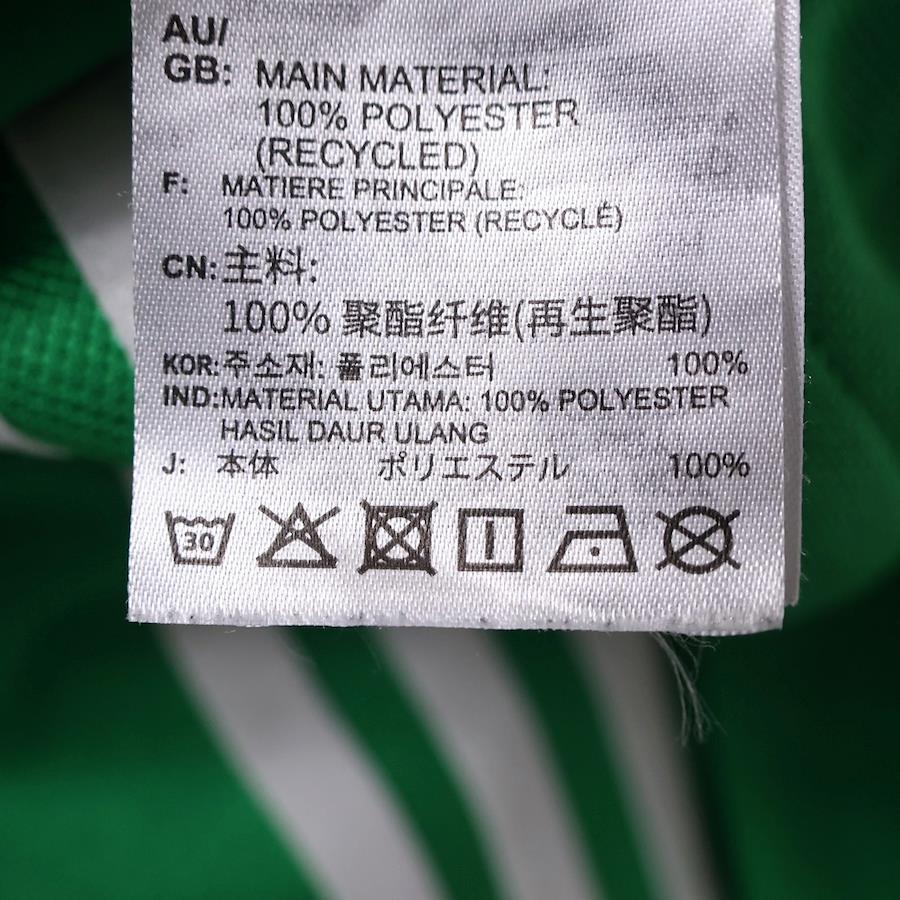 AU/
GB: MAIN MATERIAL:
100% POLYESTER
(RECYCLED)
F: MATIERE PRINCIPALE:
100% POLYESTER (RECYCLÉ)
CN: 主料:
100% 聚酯纤维(再生聚酯)
KOR: 주소재: 폴리에스터 100%
IND: MATERIAL UTAMA: 100% POLYESTER
HASIL DAUR ULANG
J: 本体 ポリエステル 100%
30